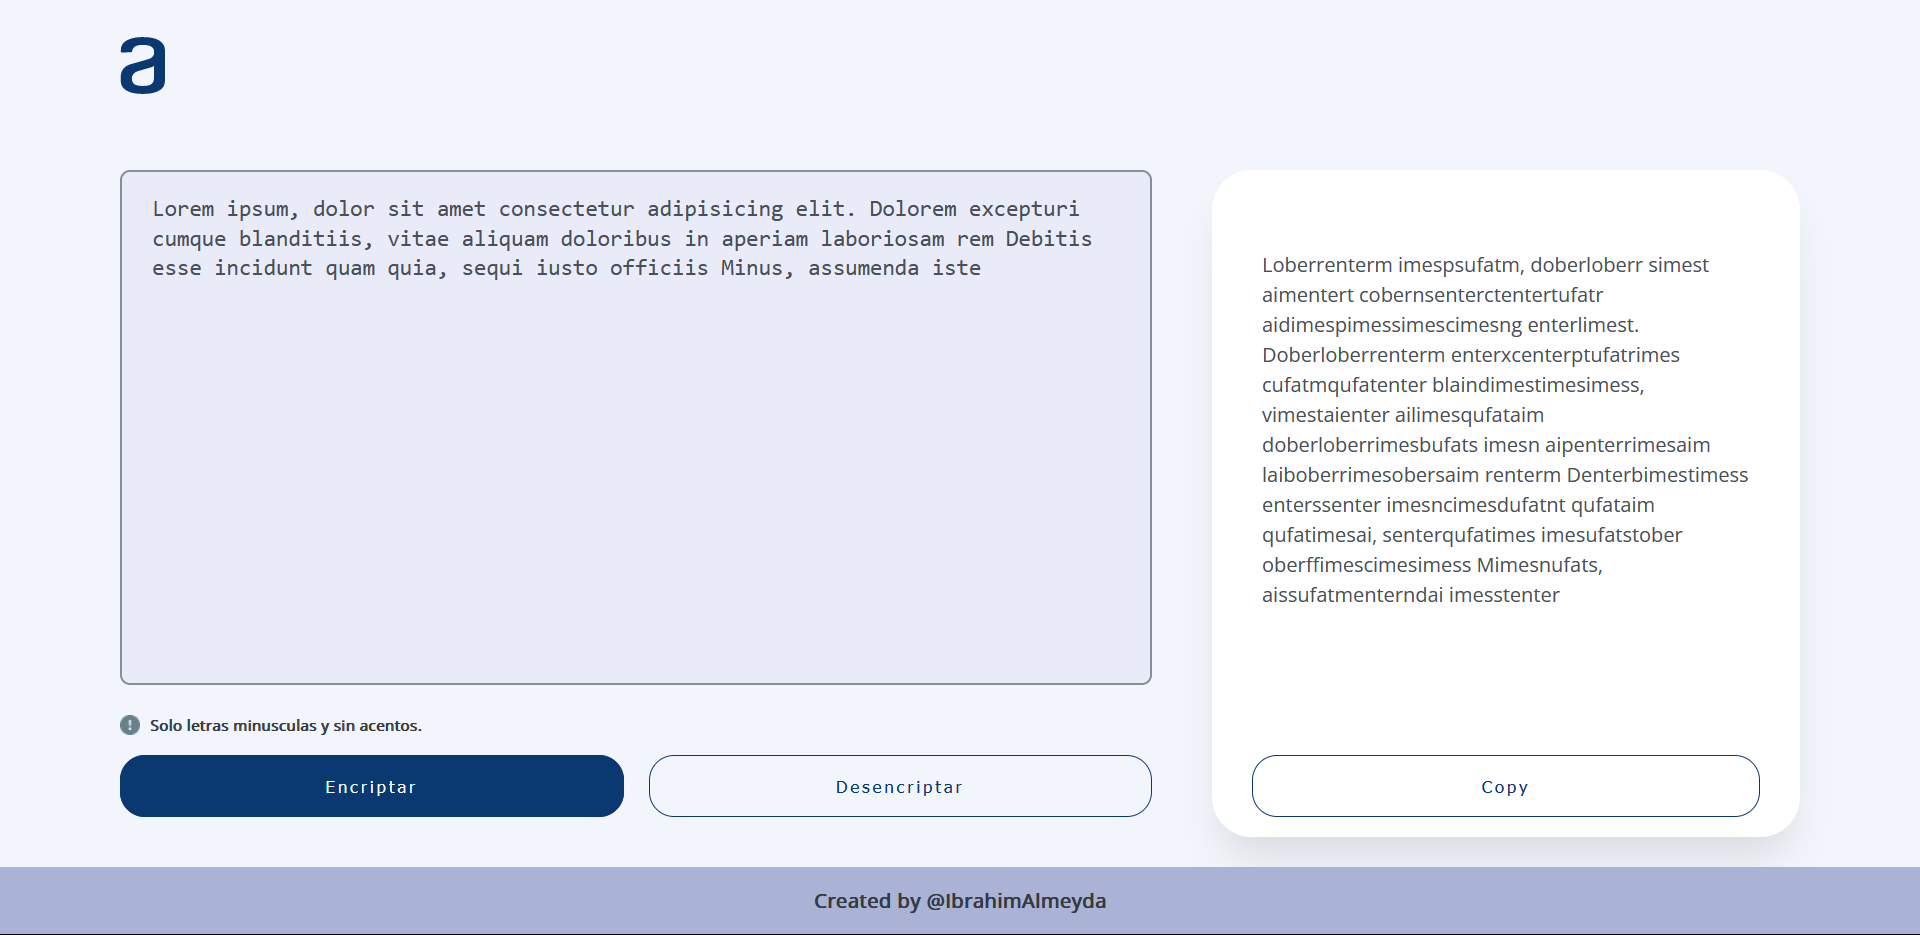 a
Lorem ipsum, dolor sit amet consectetur adipisicing elit. Dolorem excepturi
cumque blanditiis, vitae aliquam doloribus in aperiam laboriosam rem Debitis
esse incidunt quam quia, sequi iusto officiis Minus, assumenda iste
Loberrenterm imespsufatm, doberloberr simest
aimentert cobernsenterctentertufatr
aidimespimessimescimesng enterlimest.
Doberloberrenterm enterxcenterptufatrimes
cufatmqufatenter blaindimestimesimess,
vimestaienter ailimesqufataim
doberloberrimesbufats imesn aipenterrimesaim
laiboberrimesobersaim renterm Denterbimestimess
enterssenter imesncimesdufatnt qufataim
qufatimesai, senterqufatimes imesufatstober
oberffimescimesimess Mimesnufats,
aissufatmenterndai imesstenter
! Solo letras minusculas y sin acentos.
Encriptar
Desencriptar
Copy
Created by @IbrahimAlmeyda